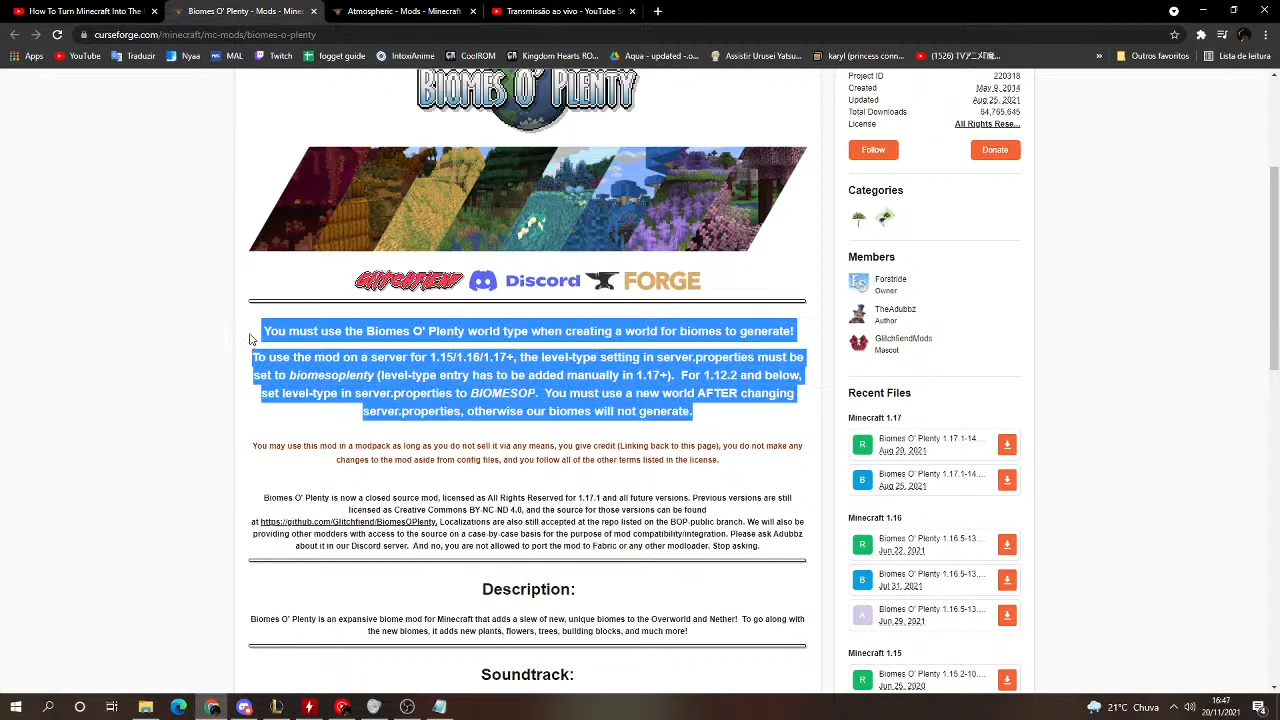 How To Turn Minecraft Into The
Biomes O' Plenty - Mods - Minec
Atmospheric - Mods - Minecraft
Transmissão ao vivo - YouTube S
curseforge.com/minecraft/mc-mods/biomes-o-plenty
Apps
YouTube
Traduzir
Nyaa
MAL
Twitch
fogget guide
IntoxiAnime
CoolROM
Kingdom Hearts RO...
Aqua - updated -.o...
Assistir Urusei Yatsu...
karyl (princess conn...
»
Outros favoritos
Lista de leitura
BIOMES O' PLENTY
GLITCHFIEND
Discord
FORGE
You must use the Biomes O' Plenty world type when creating a world for biomes to generate!
To use the mod on a server for 1.15/1.16/1.17+, the level-type setting in server.properties must be
set to biomesoplenty (level-type entry has to be added manually in 1.17+). For 1.12.2 and below,
set level-type in server.properties to BIOMESOP. You must use a new world AFTER changing
server.properties, otherwise our biomes will not generate.
You may use this mod in a modpack as long as you do not sell it via any means, you give credit (Linking back to this page), you do not make any
changes to the mod aside from config files, and you follow all of the other terms listed in the license.
Biomes O' Plenty is now a closed source mod, licensed as All Rights Reserved for 1.17.1 and all future versions. Previous versions are still
licensed as Creative Commons BY-NC-ND 4.0, and the source for those versions can be found
at https://github.com/Glitchfiend/BiomesOPlenty. Localizations are also still accepted at the repo listed on the BOP-public branch. We will also be
providing other modders with access to the source on a case-by-case basis for the purpose of mod compatibility/integration. Please ask Adubbz
about it in our Discord server. And no, you are not allowed to port the mod to Fabric or any other modloader. Stop asking.
Description:
Biomes O' Plenty is an expansive biome mod for Minecraft that adds a slew of new, unique biomes to the Overworld and Nether! To go along with
the new biomes, it adds new plants, flowers, trees, building blocks, and much more!
Soundtrack:
Project ID 220318
Created May 9, 2014
Updated Aug 25, 2021
Total Downloads 64,765,645
License All Rights Rese...
Follow
Donate
Categories
Members
Forstride
Owner
TheAdubbz
Author
GlitchfiendMods
Mascot
Recent Files
Minecraft 1.17
R Biomes O' Plenty 1.17.1-14....
Aug 20, 2021
B Biomes O' Plenty 1.17.1-14....
Aug 25, 2021
Minecraft 1.16
R Biomes O' Plenty 1.16.5-13....
Jun 22, 2021
B Biomes O' Plenty 1.16.5-13....
Jul 31, 2021
A Biomes O' Plenty 1.16.5-13....
Jun 29, 2021
Minecraft 1.15
R Biomes O' Plenty 1.15.2-10....
Jun 25, 2020
21°C Chuva
16:47
20/11/2021